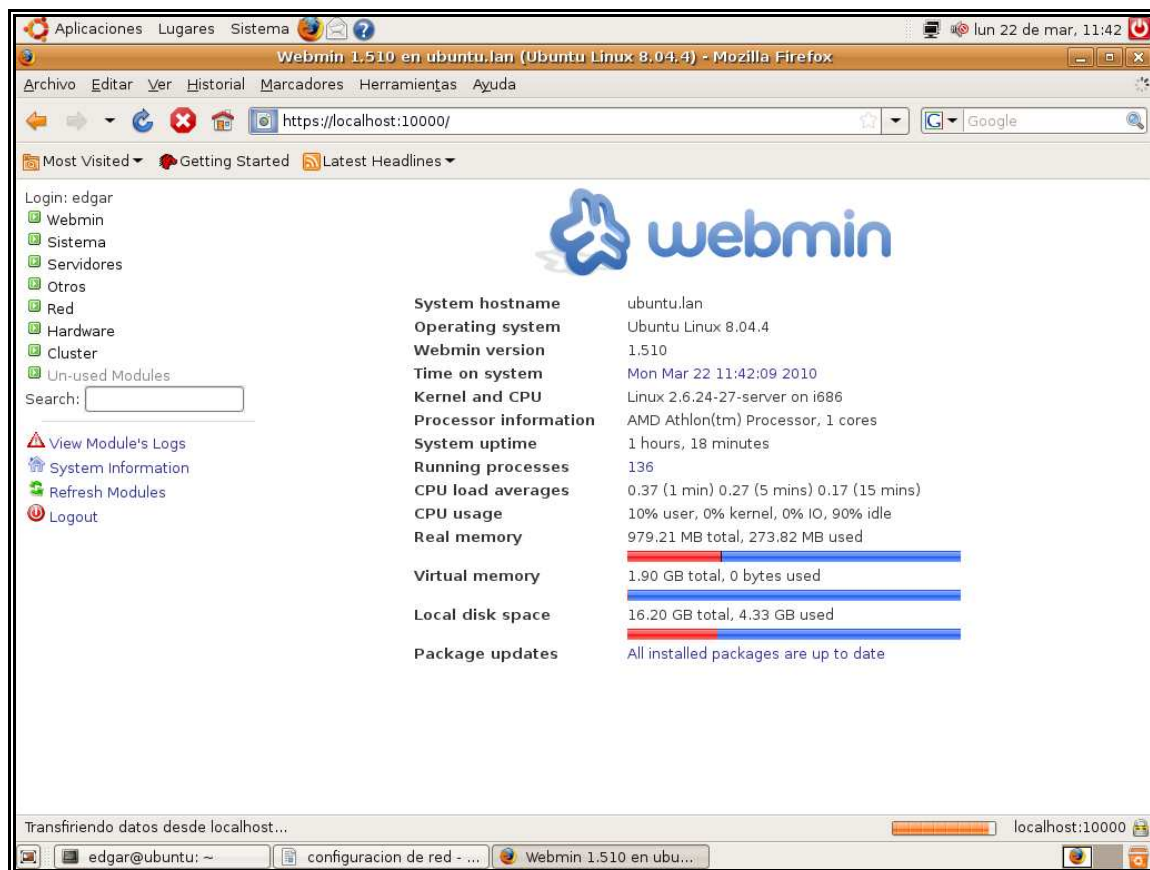 Aplicaciones Lugares Sistema lun 22 de mar, 11:42
Webmin 1.510 en ubuntu.lan (Ubuntu Linux 8.04.4) - Mozilla Firefox
Archivo Editar Ver Historial Marcadores Herramientas Ayuda
https://localhost:10000/ G Google
Most Visited Getting Started Latest Headlines
Login: edgar
Webmin
Sistema
Servidores
Otros
Red
Hardware
Cluster
Un-used Modules
Search:
View Module's Logs
System Information
Refresh Modules
Logout
webmin
System hostname ubuntu.lan
Operating system Ubuntu Linux 8.04.4
Webmin version 1.510
Time on system Mon Mar 22 11:42:09 2010
Kernel and CPU Linux 2.6.24-27-server on i686
Processor information AMD Athlon(tm) Processor, 1 cores
System uptime 1 hours, 18 minutes
Running processes 136
CPU load averages 0.37 (1 min) 0.27 (5 mins) 0.17 (15 mins)
CPU usage 10% user, 0% kernel, 0% IO, 90% idle
Real memory 979.21 MB total, 273.82 MB used
Virtual memory 1.90 GB total, 0 bytes used
Local disk space 16.20 GB total, 4.33 GB used
Package updates All installed packages are up to date
Transfiriendo datos desde localhost... localhost:10000
edgar@ubuntu: ~ configuracion de red - ... Webmin 1.510 en ubu...